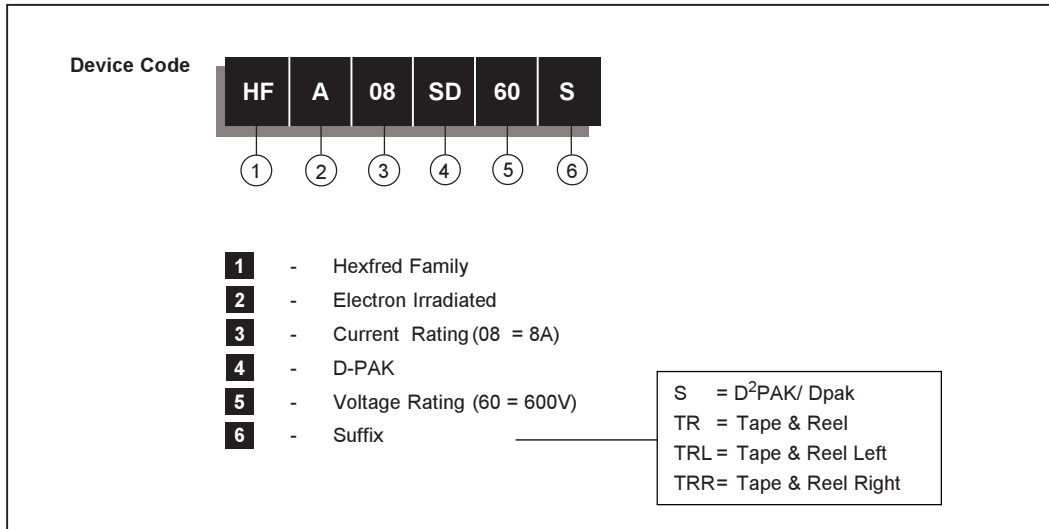 Device Code
HF A 08 SD 60 S
1 2 3 4 5 6
1 - Hexfred Family
2 - Electron Irradiated
3 - Current Rating (08 = 8A)
4 - D-PAK
5 - Voltage Rating (60 = 600V)
6 - Suffix
S = D²PAK/ Dpak
TR = Tape & Reel
TRL = Tape & Reel Left
TRR= Tape & Reel Right